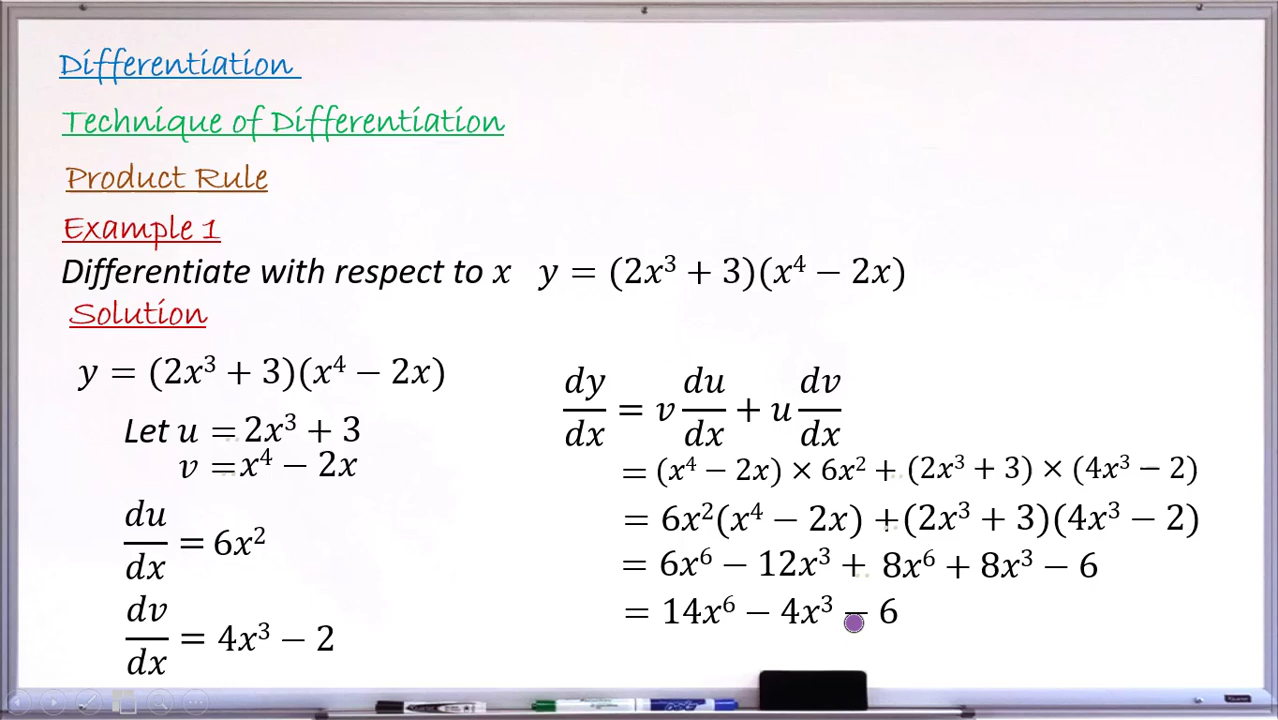 Differentiation
Technique of Differentiation
Product Rule
Example 1
Differentiate with respect to x   y = (2x³ + 3)(x⁴ − 2x)
Solution
y = (2x³ + 3)(x⁴ − 2x)
Let u = 2x³ + 3
v = x⁴ − 2x
du/dx = 6x²
dv/dx = 4x³ − 2
dy/dx = v du/dx + u dv/dx
= (x⁴ − 2x) × 6x² + (2x³ + 3) × (4x³ − 2)
= 6x²(x⁴ − 2x) + (2x³ + 3)(4x³ − 2)
= 6x⁶ − 12x³ + 8x⁶ + 8x³ − 6
= 14x⁶ − 4x³ − 6